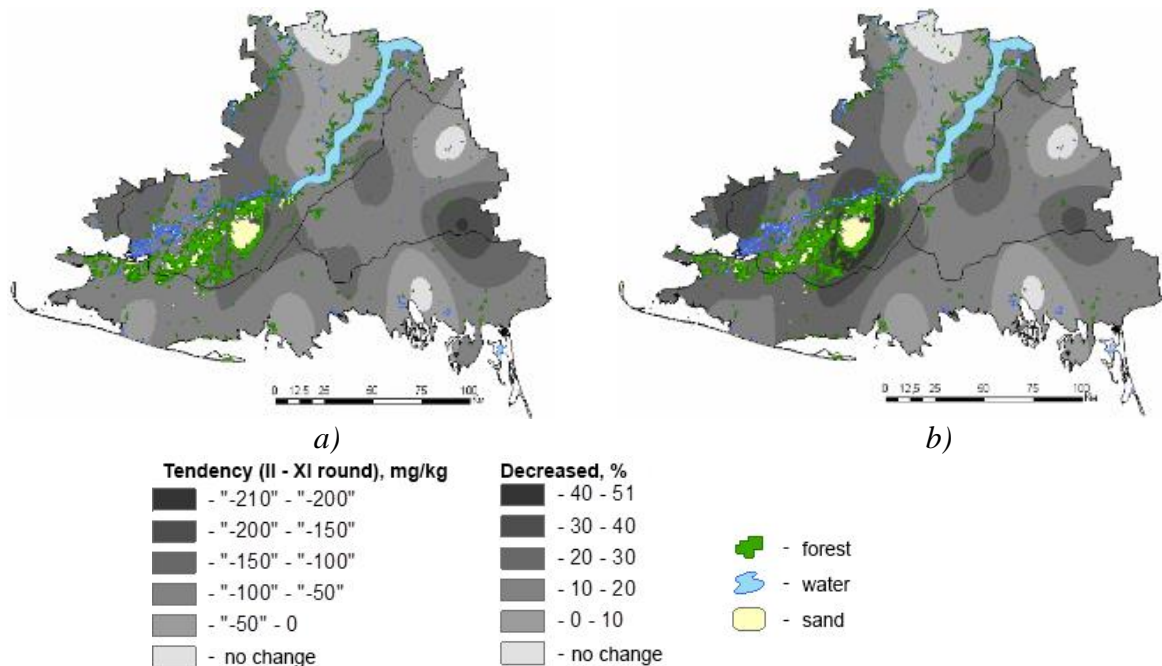 0 12,5 25 50 75 100
0 12,5 25 50 75 100
a)
b)
Tendency (II - XI round), mg/kg
- "-210" - "-200"
- "-200" - "-150"
- "-150" - "-100"
- "-100" - "-50"
- "-50" - 0
- no change
Decreased, %
- 40 - 51
- 30 - 40
- 20 - 30
- 10 - 20
- 0 - 10
- no change
- forest
- water
- sand